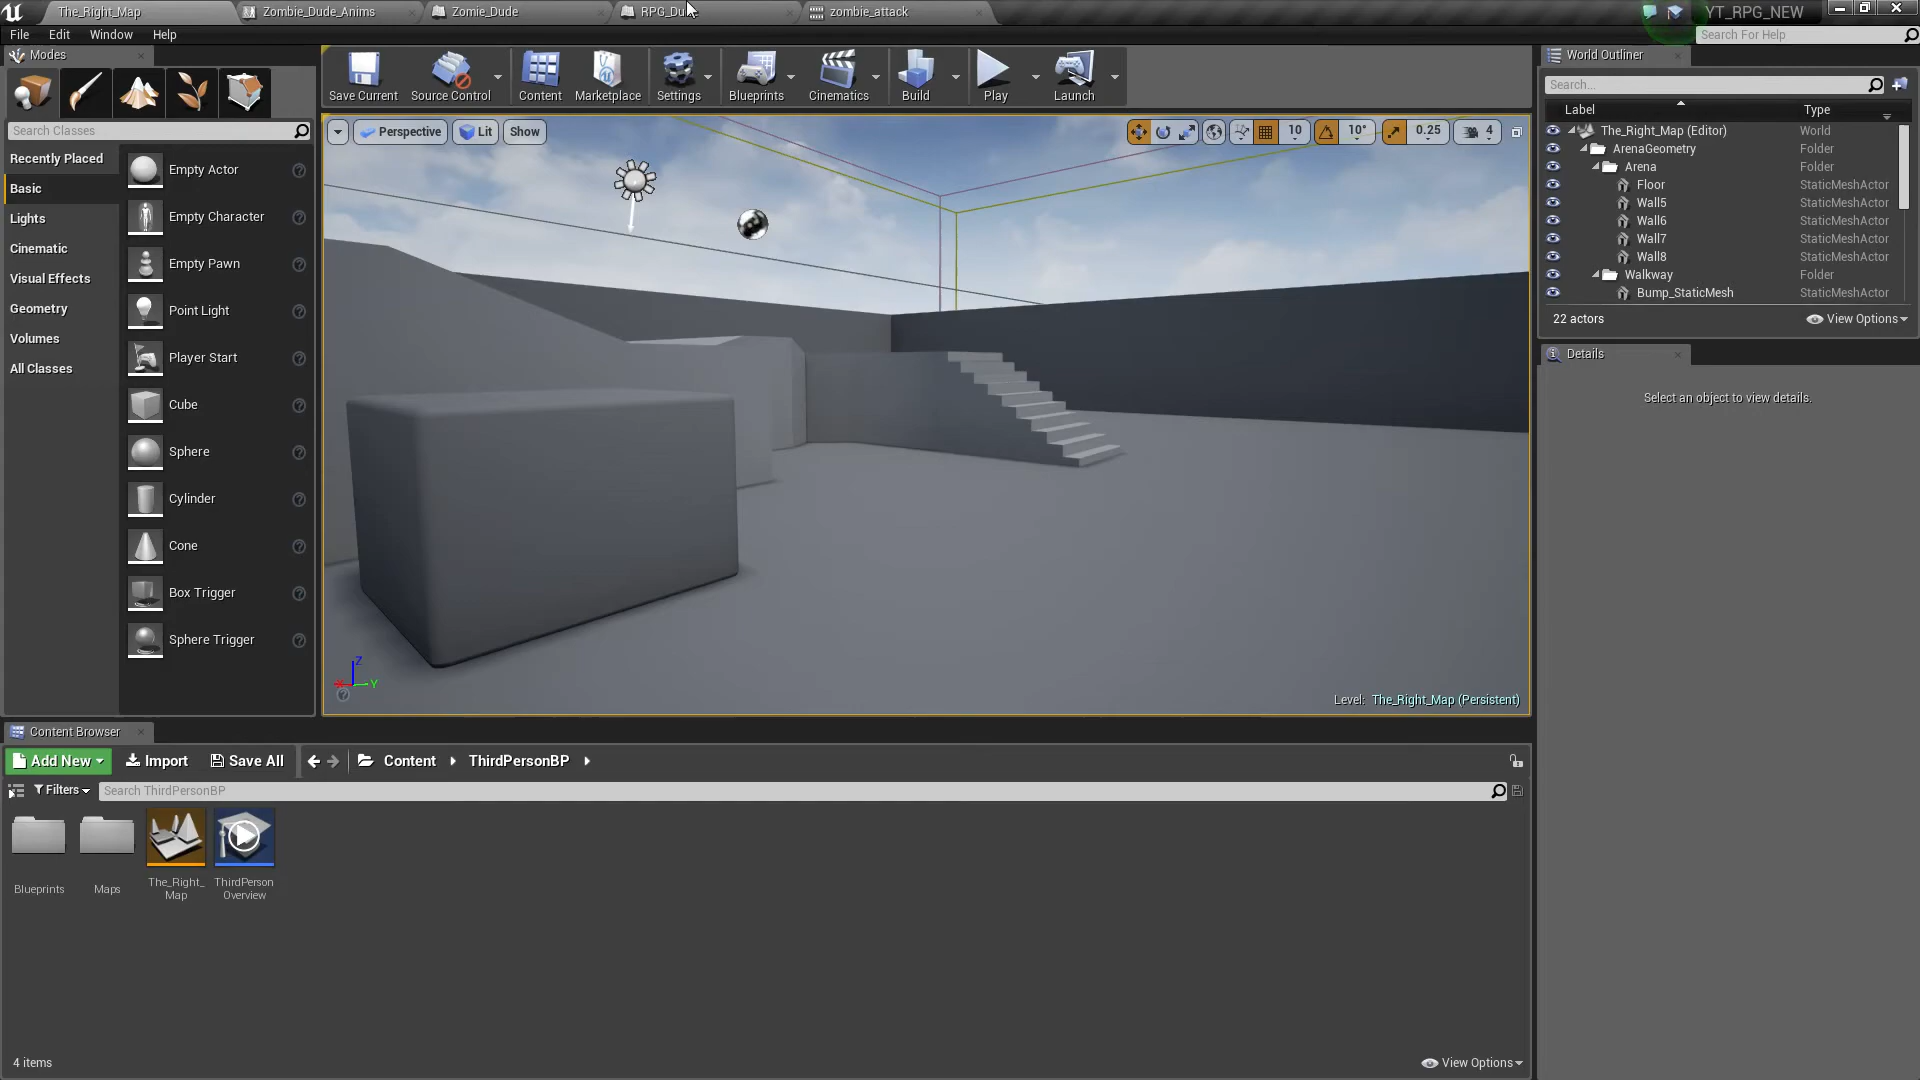 The_Right_Map
Zombie_Dude_Anims
Zomie_Dude
zombie_attack
YT_RPG_NEW
File
Edit
Window
Help
Search For Help
Modes
Search Classes
Recently Placed
Basic
Lights
Cinematic
Visual Effects
Geometry
Volumes
All Classes
Empty Actor
Empty Character
Empty Pawn
Point Light
Player Start
Cube
Sphere
Cylinder
Cone
Box Trigger
Sphere Trigger
Save Current
Source Control
Content
Marketplace
Settings
Blueprints
Cinematics
Build
Play
Launch
Perspective
Lit
Show
10
10°
0.25
4
Z
X
Y
Level: The_Right_Map (Persistent)
World Outliner
Search...
Label
Type
The_Right_Map (Editor) World
ArenaGeometry Folder
Arena Folder
Floor StaticMeshActor
Wall5 StaticMeshActor
Wall6 StaticMeshActor
Wall7 StaticMeshActor
Wall8 StaticMeshActor
Walkway Folder
Bump_StaticMesh StaticMeshActor
22 actors
View Options
Details
Select an object to view details.
Content Browser
Add New
Import
Save All
Content
ThirdPersonBP
Filters
Search ThirdPersonBP
Blueprints
Maps
The_Right_
Map
ThirdPerson
Overview
4 items
View Options